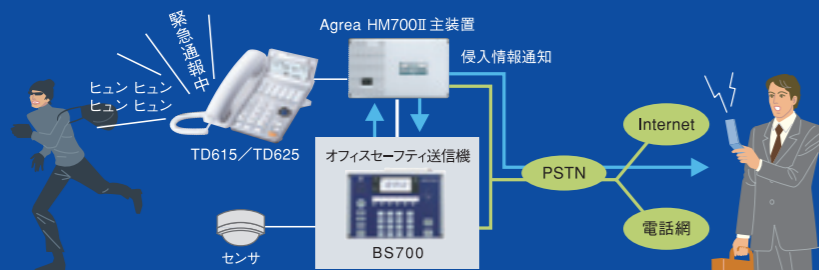 Agrea HM700Ⅱ 主装置
緊急通報中
侵入情報通知
ヒュン ヒュン
ヒュン ヒュン
TD615／TD625
オフィスセーフティ送信機
BS700
センサ
Internet
PSTN
電話網